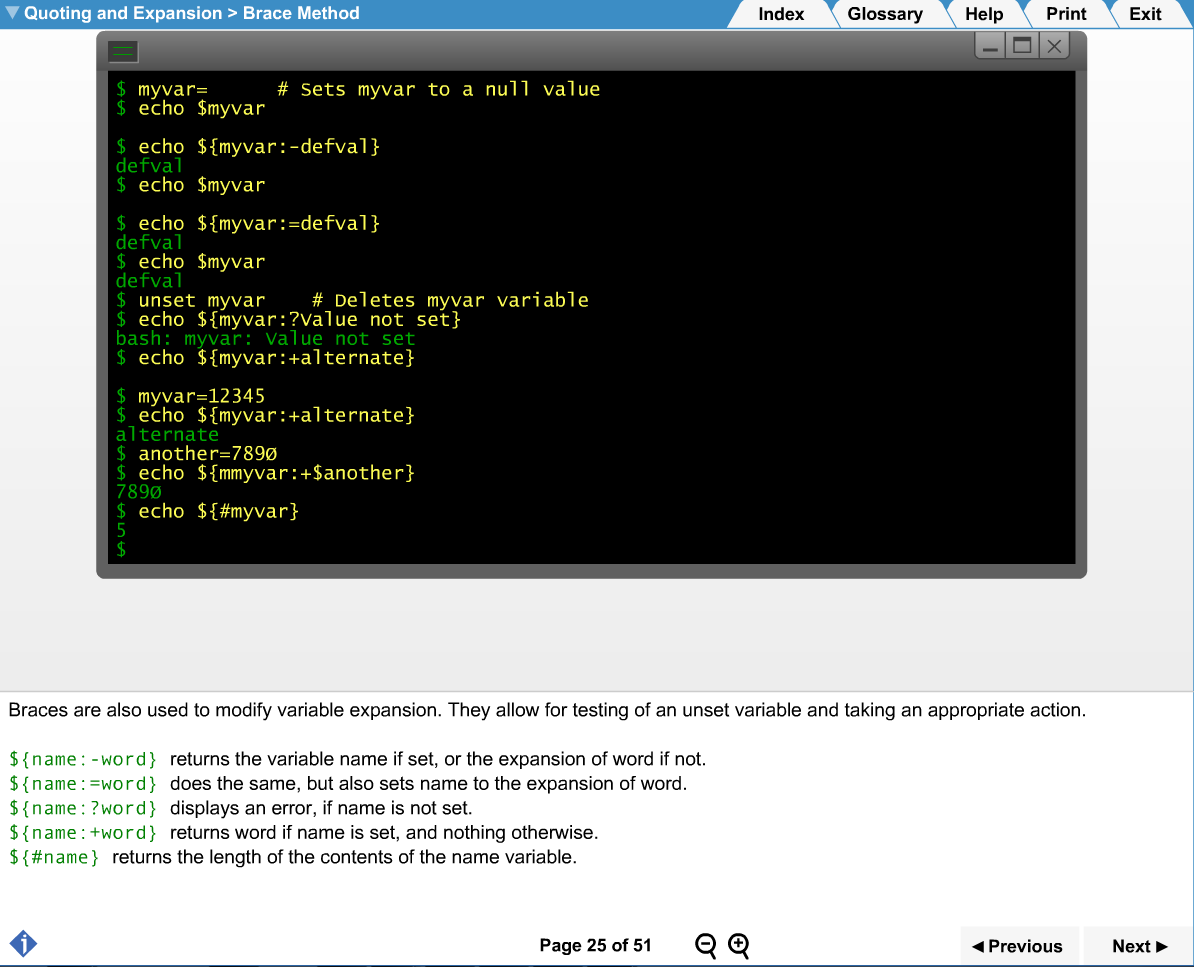 Quoting and Expansion > Brace Method
Index
Glossary
Help
Print
Exit
$ myvar=      # Sets myvar to a null value
$ echo $myvar
$ echo ${myvar:-defval}
defval
$ echo $myvar
$ echo ${myvar:=defval}
defval
$ echo $myvar
defval
$ unset myvar    # Deletes myvar variable
$ echo ${myvar:?Value not set}
bash: myvar: Value not set
$ echo ${myvar:+alternate}
$ myvar=12345
$ echo ${myvar:+alternate}
alternate
$ another=7890
$ echo ${mmyvar:+$another}
7890
$ echo ${#myvar}
5
$
Braces are also used to modify variable expansion. They allow for testing of an unset variable and taking an appropriate action.
${name:-word} returns the variable name if set, or the expansion of word if not.
${name:=word} does the same, but also sets name to the expansion of word.
${name:?word} displays an error, if name is not set.
${name:+word} returns word if name is set, and nothing otherwise.
${#name} returns the length of the contents of the name variable.
i
Page 25 of 51
◄Previous
Next►